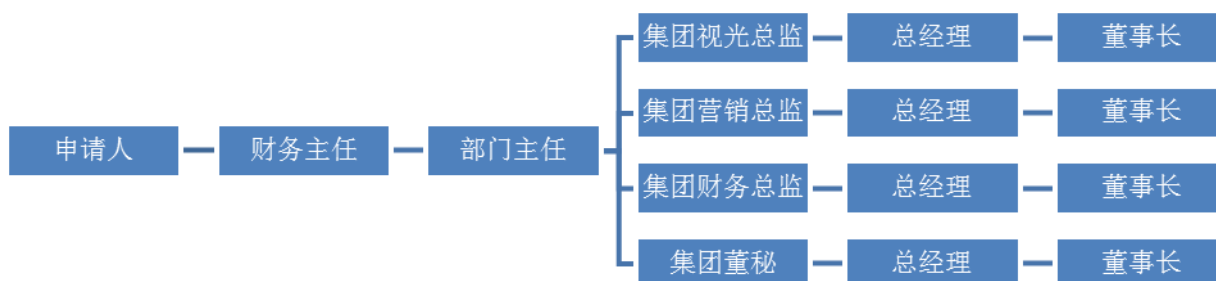 集团视光总监 总经理 董事长
集团营销总监 总经理 董事长
申请人 财务主任 部门主任
集团财务总监 总经理 董事长
集团董秘 总经理 董事长